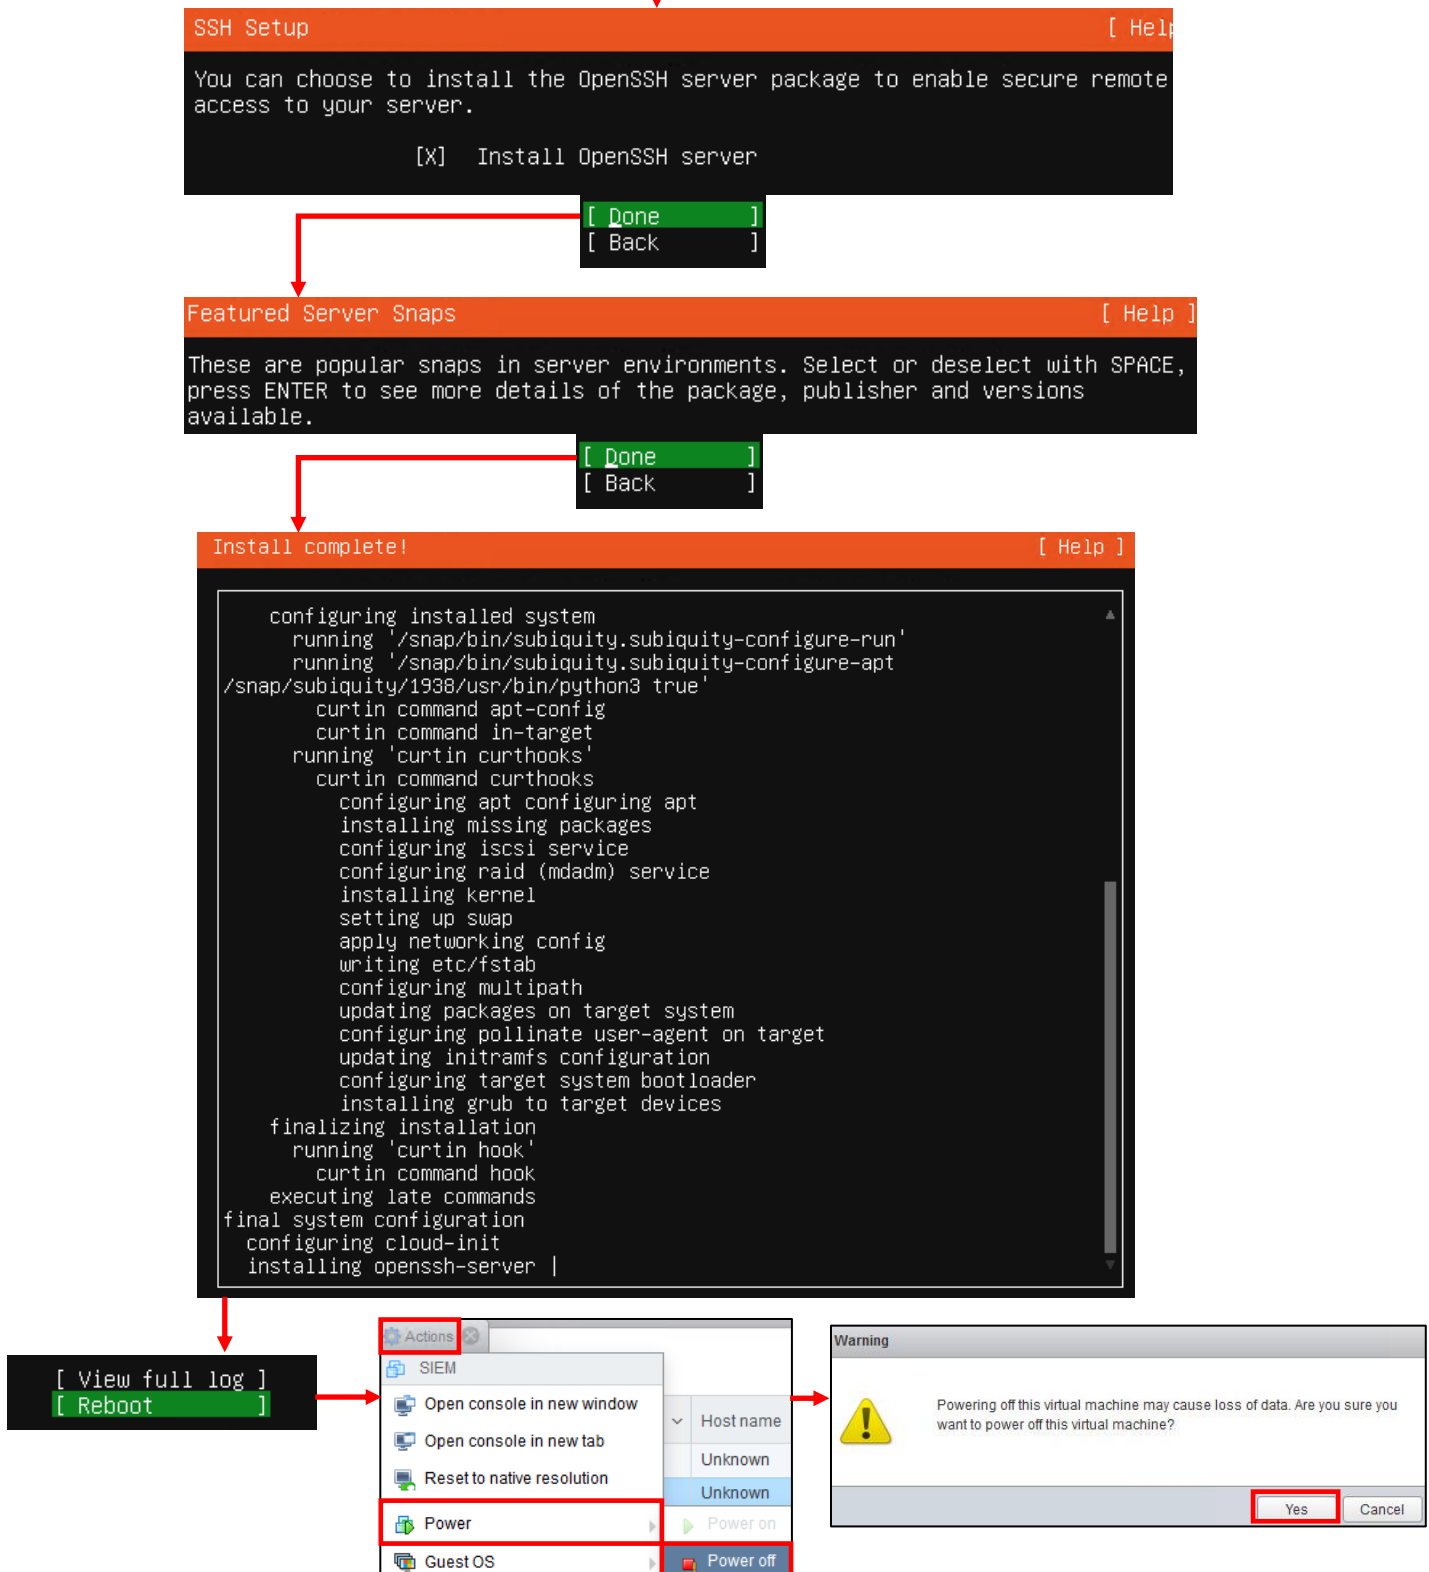 SSH Setup [ Help
You can choose to install the OpenSSH server package to enable secure remote
access to your server.
[X] Install OpenSSH server
[ Done ]
[ Back ]
Featured Server Snaps [ Help ]
These are popular snaps in server environments. Select or deselect with SPACE,
press ENTER to see more details of the package, publisher and versions
available.
[ Done ]
[ Back ]
Install complete! [ Help ]
configuring installed system
running '/snap/bin/subiquity.subiquity-configure-run'
running '/snap/bin/subiquity.subiquity-configure-apt
/snap/subiquity/1938/usr/bin/python3 true'
curtin command apt-config
curtin command in-target
running 'curtin curthooks'
curtin command curthooks
configuring apt configuring apt
installing missing packages
configuring iscsi service
configuring raid (mdadm) service
installing kernel
setting up swap
apply networking config
writing etc/fstab
configuring multipath
updating packages on target system
configuring pollinate user-agent on target
updating initramfs configuration
configuring target system bootloader
installing grub to target devices
finalizing installation
running 'curtin hook'
curtin command hook
executing late commands
final system configuration
configuring cloud-init
installing openssh-server |
[ View full log ]
[ Reboot ]
Actions
SIEM
Open console in new window
Open console in new tab
Reset to native resolution
Power
Guest OS
Host name
Unknown
Unknown
Power on
Power off
Warning
Powering off this virtual machine may cause loss of data. Are you sure you
want to power off this virtual machine?
Yes
Cancel